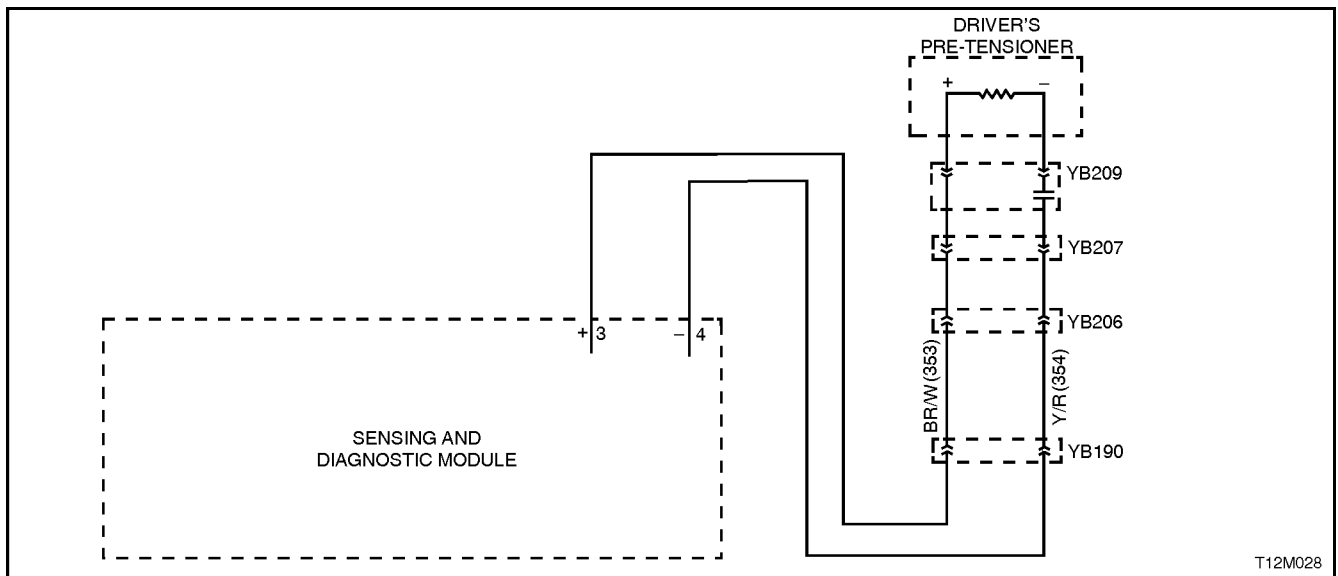 DRIVER'S
PRE-TENSIONER
+ –
YB209
YB207
+ 3 – 4
YB206
BR/W (353)
Y/R (354)
SENSING AND
DIAGNOSTIC MODULE
YB190
T12M028